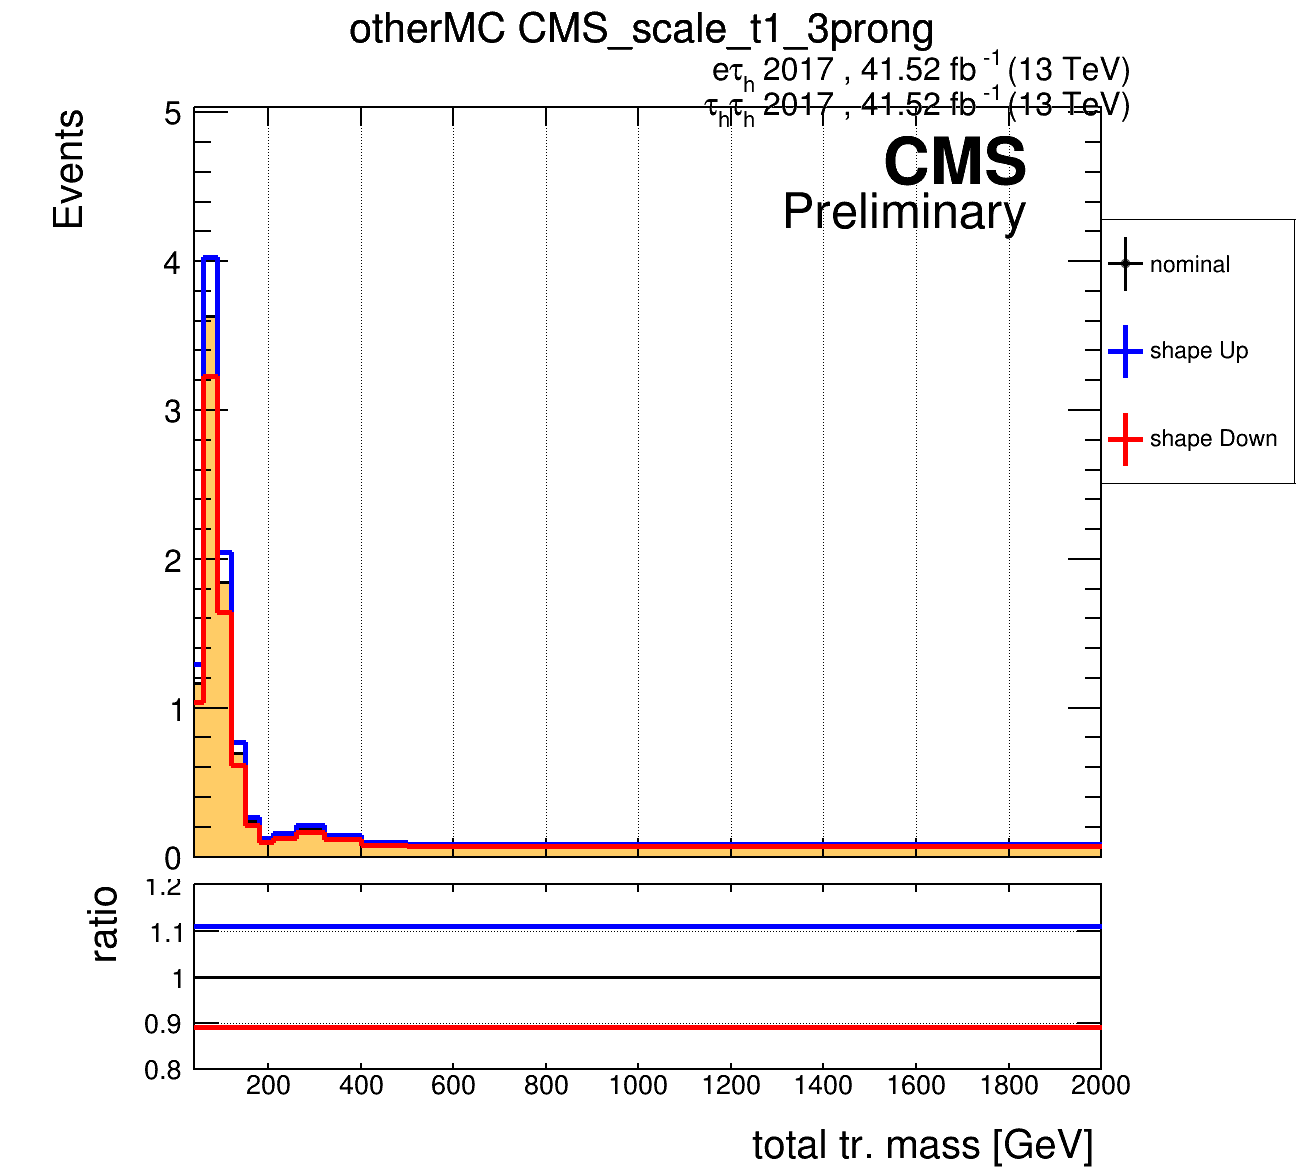 otherMC CMS_scale_t1_3prong
eτh 2017 , 41.52 fb -1 (13 TeV)
τhτh 2017 , 41.52 fb -1 (13 TeV)
CMS
Preliminary
Events
5
4
3
2
1
0
nominal
shape Up
shape Down
ratio
1.2
1.1
1
0.9
0.8
200 400 600 800 1000 1200 1400 1600 1800 2000
total tr. mass [GeV]